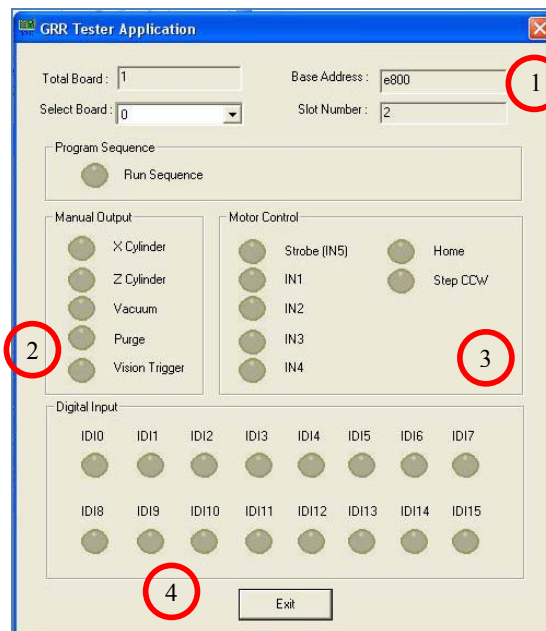 GRR Tester Application
Total Board : 1 Base Address : e800
1
Select Board : 0 Slot Number : 2
Program Sequence
Run Sequence
Manual Output
X Cylinder
Z Cylinder
Vacuum
Purge
Vision Trigger
2
Motor Control
Strobe (IN5) Home
IN1 Step CCW
IN2
IN3
IN4
3
Digital Input
IDI0 IDI1 IDI2 IDI3 IDI4 IDI5 IDI6 IDI7
IDI8 IDI9 IDI10 IDI11 IDI12 IDI13 IDI14 IDI15
4
Exit